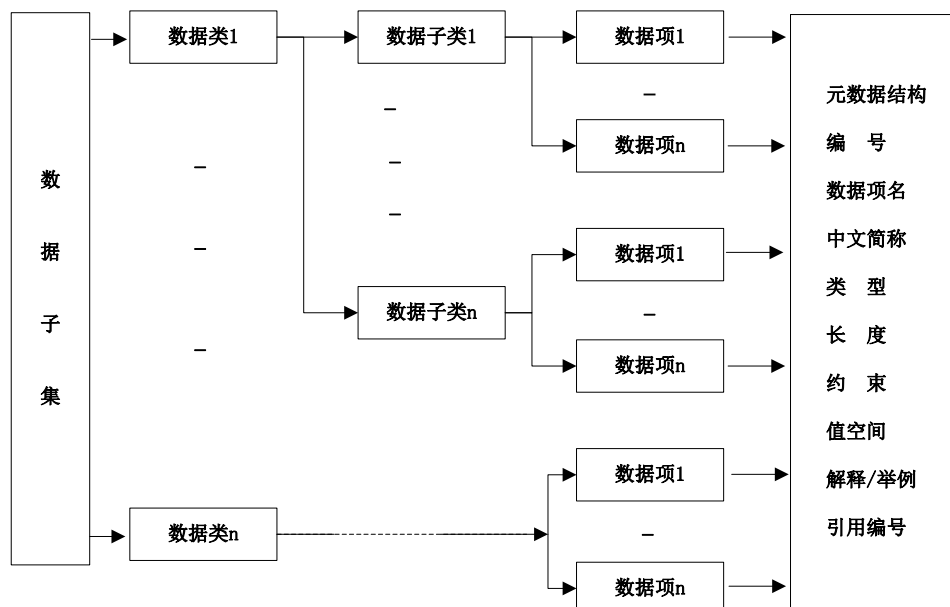 数据子集
数据类1
数据子类1
数据项1
数据项n
数据子类n
数据项1
数据项n
数据类n
数据项1
数据项n
元数据结构
编 号
数据项名
中文简称
类 型
长 度
约 束
值空间
解释/举例
引用编号